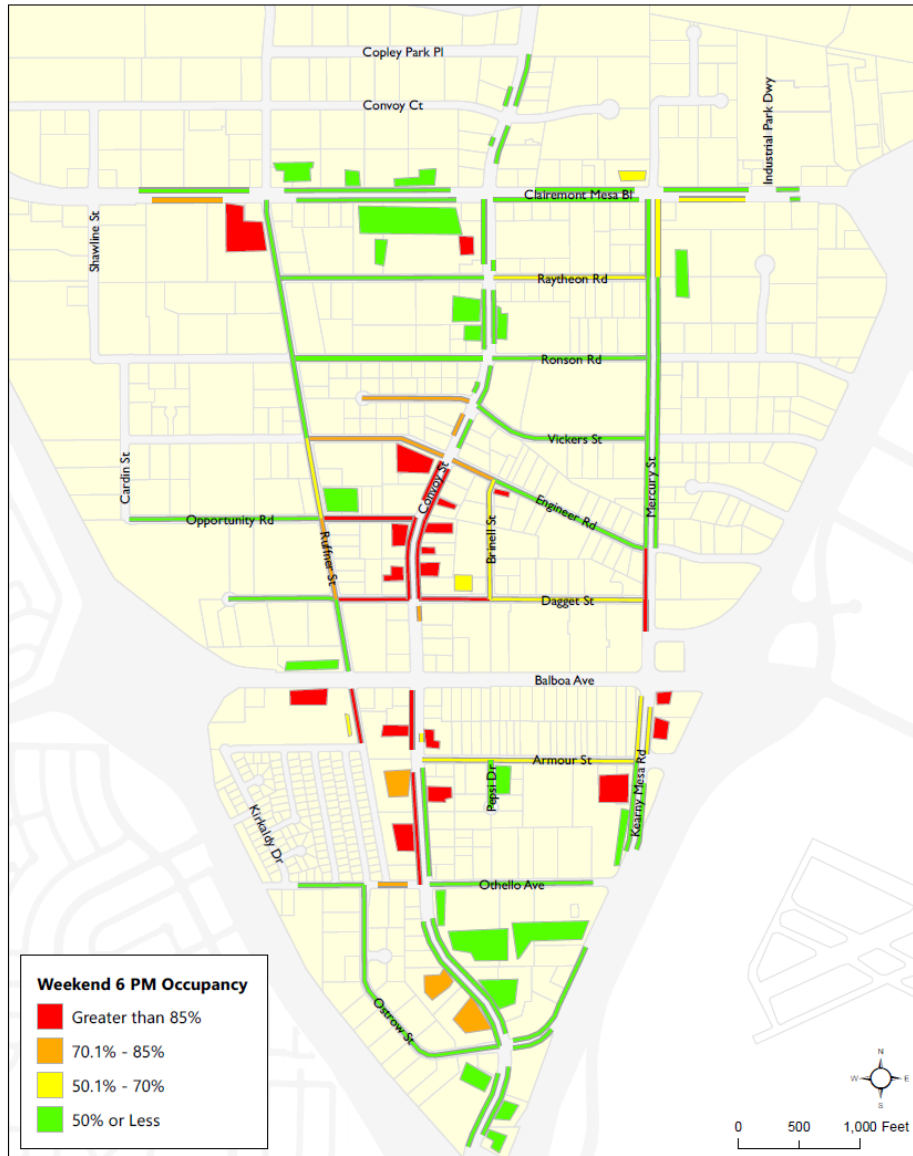 Copley Park Pl
Convoy Ct
Industrial Park Dwy
Clairemont Mesa Bl
Shawline St
Raytheon Rd
Ronson Rd
Vickers St
Convoy St
Mercury St
Cardin St
Opportunity Rd
Engineer Rd
Brinell St
Ruffner St
Dagget St
Balboa Ave
Armour St
Pepsi Dr
Kearny Mesa Rd
Kirkaldy Dr
Othello Ave
Ostrow St
Weekend 6 PM Occupancy
Greater than 85%
70.1% - 85%
50.1% - 70%
50% or Less
N
W E
S
0 500 1,000 Feet